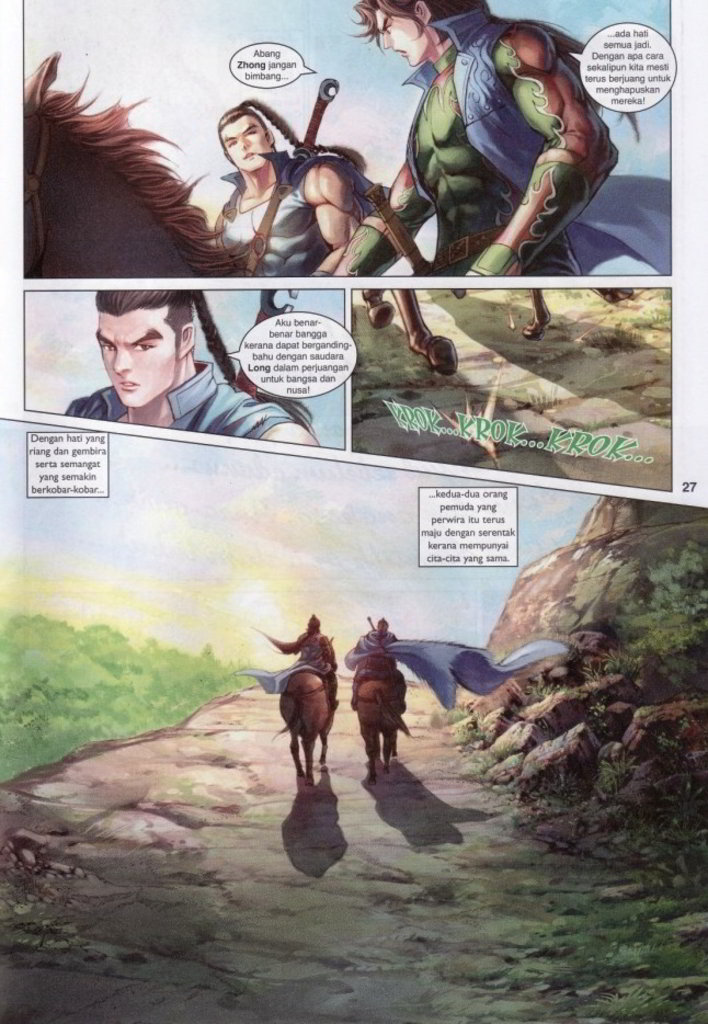 Abang
Zhong jangan
bimbang...
...ada hati
semua jadi.
Dengan apa cara
sekalipun kita mesti
terus berjuang untuk
menghapuskan
mereka!
Aku benar-
benar bangga
kerana dapat berganding-
bahu dengan saudara
Long dalam perjuangan
untuk bangsa dan
nusa!
KROK...KROK...KROK...
27
Dengan hati yang
riang dan gembira
serta semangat
yang semakin
berkobar-kobar...
...kedua-dua orang
pemuda yang
perwira itu terus
maju dengan serentak
kerana mempunyai
cita-cita yang sama.